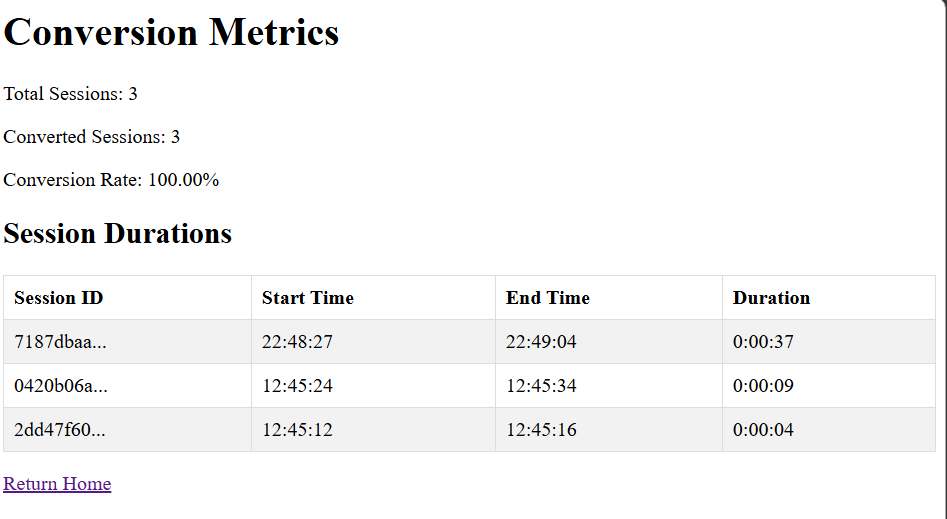 Conversion Metrics
Total Sessions: 3
Converted Sessions: 3
Conversion Rate: 100.00%
Session Durations
Session ID Start Time End Time Duration
7187dbaa... 22:48:27 22:49:04 0:00:37
0420b06a... 12:45:24 12:45:34 0:00:09
2dd47f60... 12:45:12 12:45:16 0:00:04
Return Home